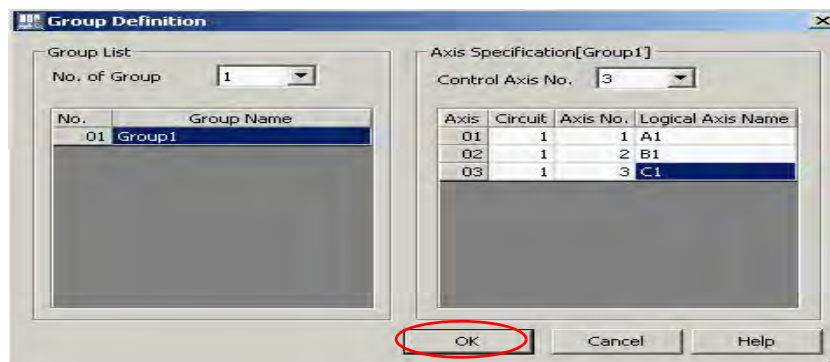 Group Definition
Group List
No. of Group 1
No. Group Name
01 Group1
Axis Specification[Group1]
Control Axis No. 3
Axis Circuit Axis No. Logical Axis Name
01 1 1 A1
02 1 2 B1
03 1 3 C1
OK Cancel Help